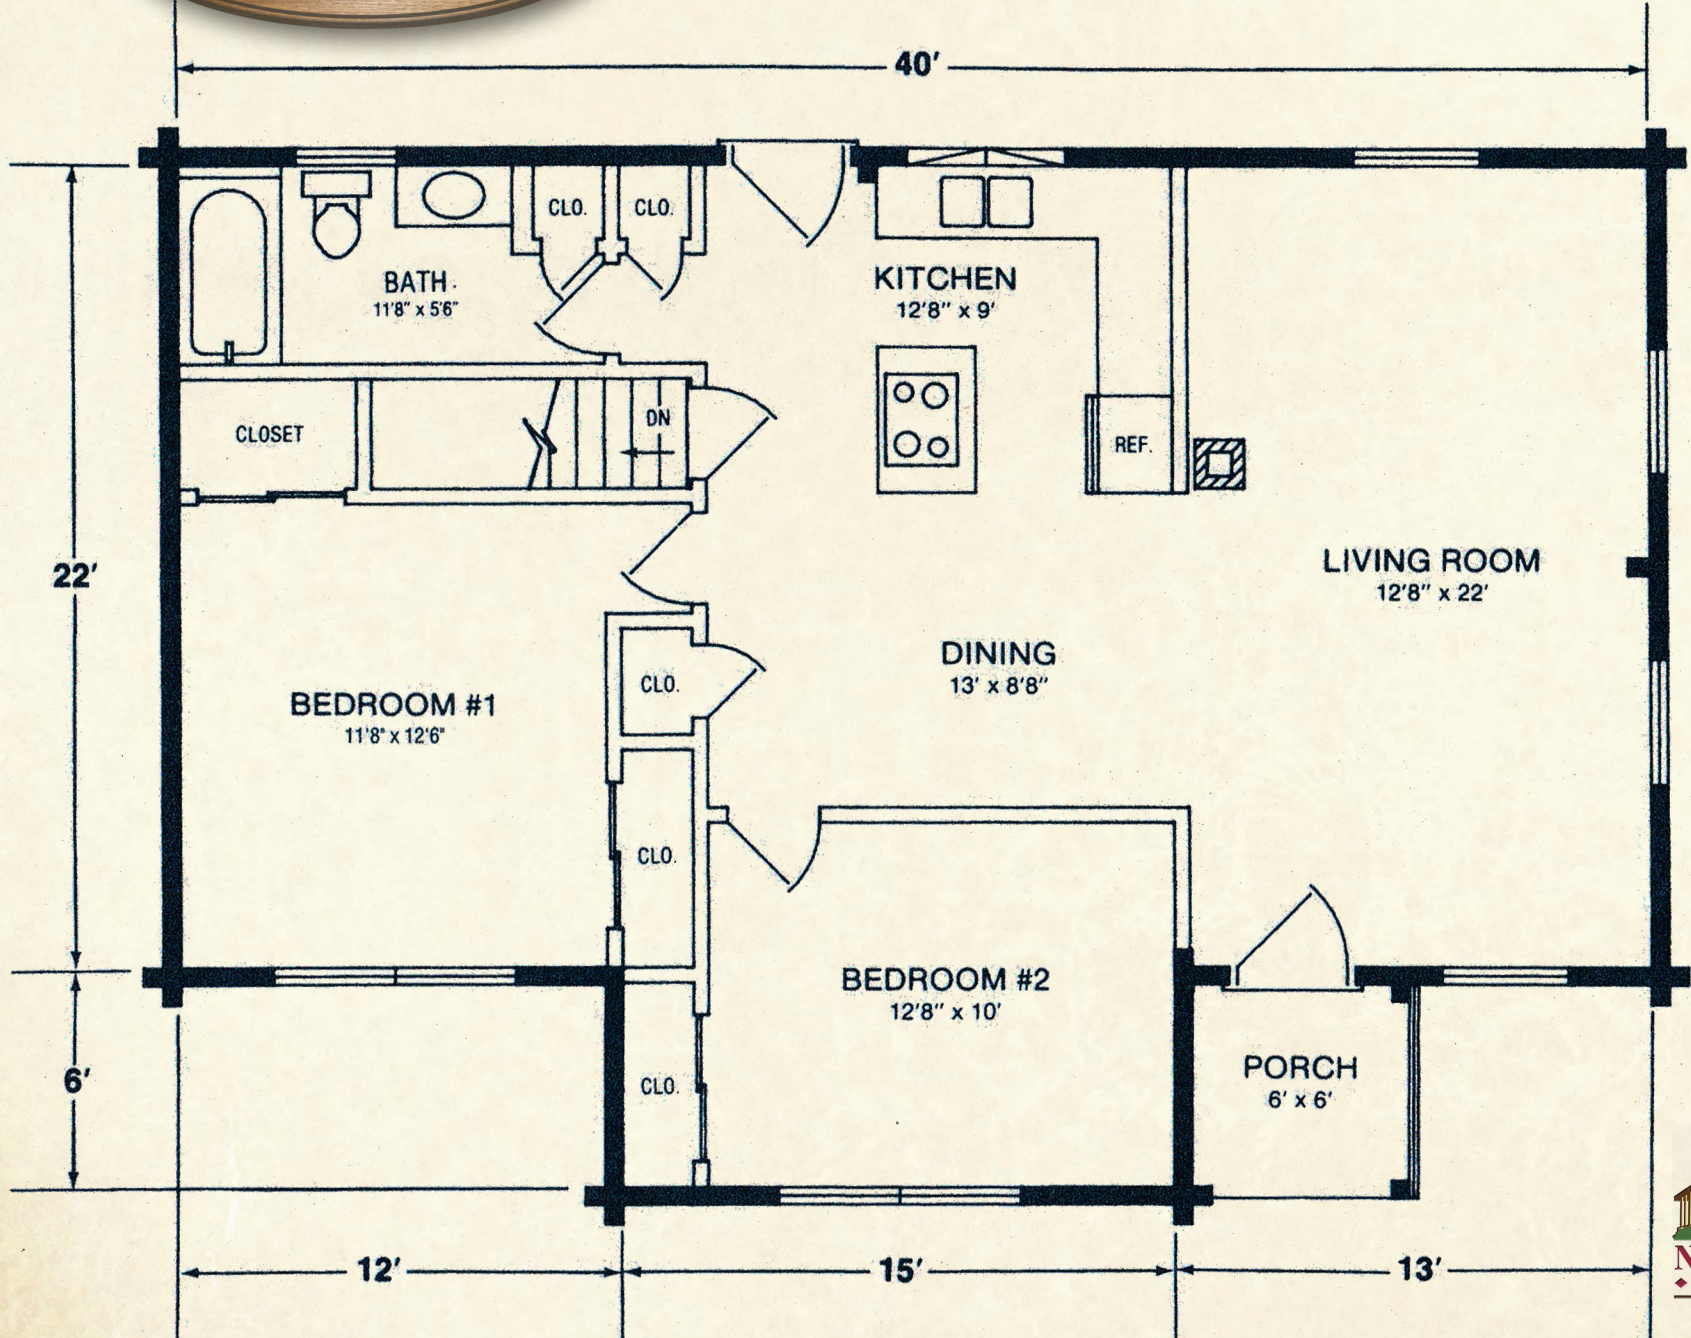 40′
CLO.
CLO.
BATH
11'8" x 5'6"
KITCHEN
12'8" x 9'
CLOSET
DN
REF.
22′
LIVING ROOM
12'8" x 22'
DINING
13' x 8'8"
CLO.
BEDROOM #1
11'8" x 12'6"
CLO.
BEDROOM #2
12'8" x 10'
6′
CLO.
PORCH
6' x 6'
12′
15′
13′
N